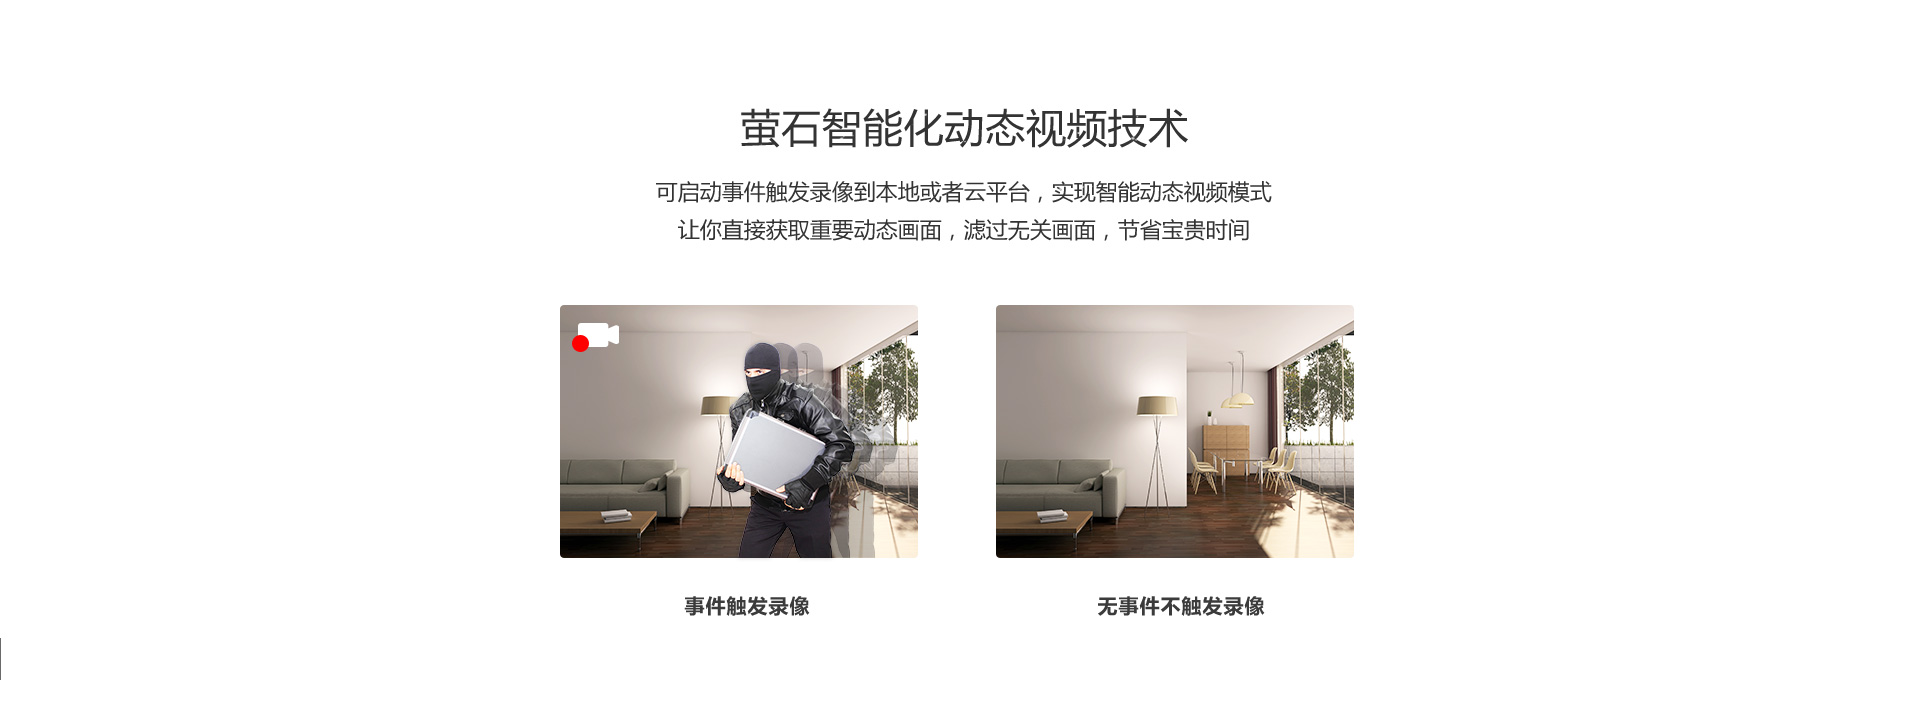 萤石智能化动态视频技术
可启动事件触发录像到本地或者云平台，实现智能动态视频模式
让你直接获取重要动态画面，滤过无关画面，节省宝贵时间
事件触发录像
无事件不触发录像